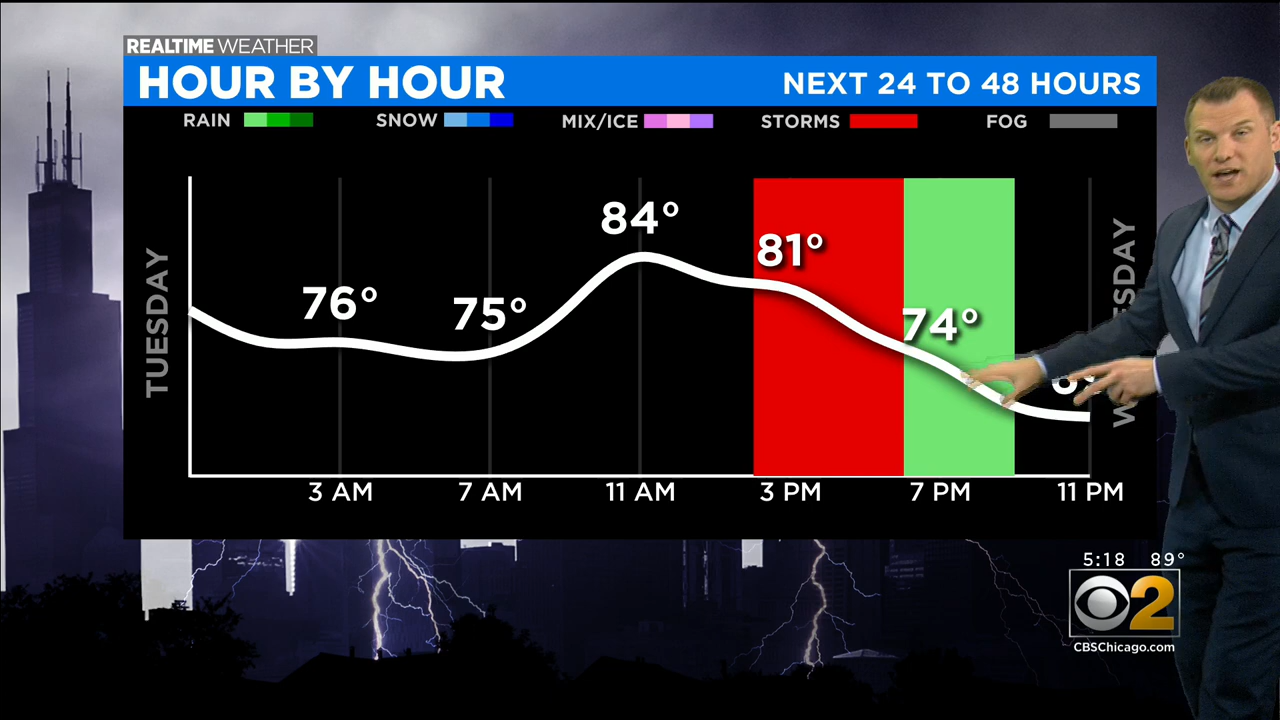 REALTIME WEATHER
HOUR BY HOUR
NEXT 24 TO 48 HOURS
RAIN
SNOW
MIX/ICE
STORMS
FOG
TUESDAY
76°
75°
84°
81°
74°
3 AM
7 AM
11 AM
3 PM
7 PM
11 PM
5:18 89°
2
CBSChicago.com